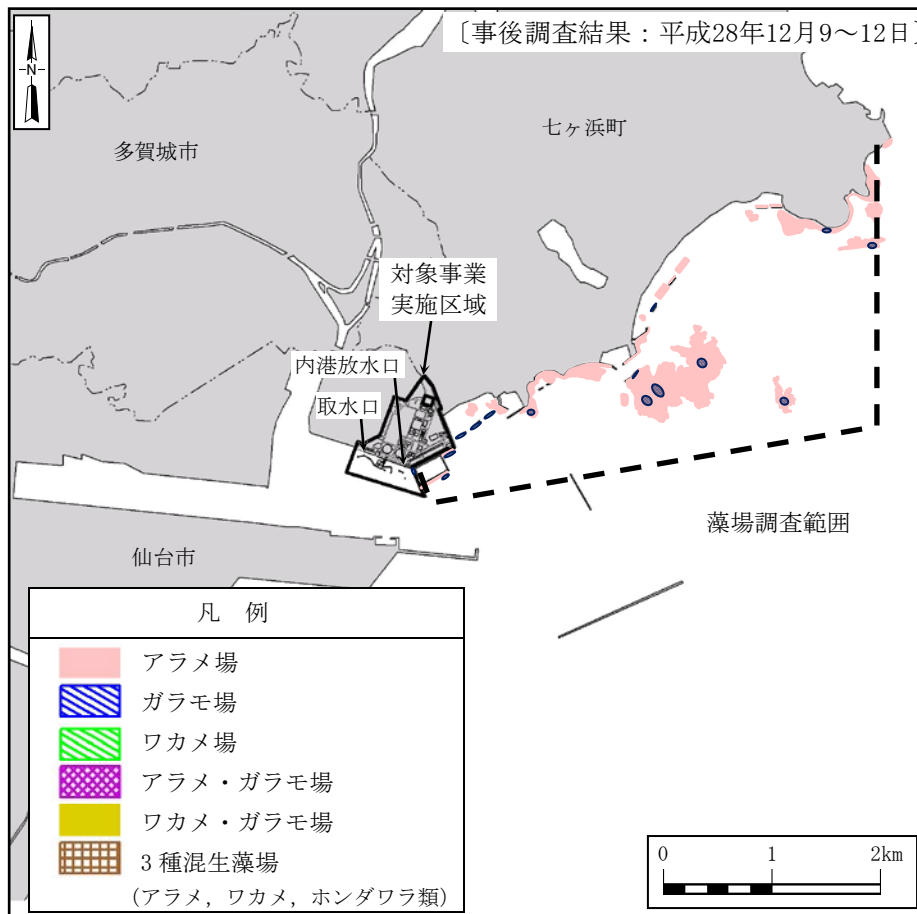 〔事後調査結果：平成28年12月9～12日〕
N
七ヶ浜町
多賀城市
対象事業
実施区域
内港放水口
取水口
藻場調査範囲
仙台市
凡 例
アラメ場
ガラモ場
ワカメ場
アラメ・ガラモ場
ワカメ・ガラモ場
3種混生藻場
(アラメ，ワカメ，ホンダワラ類)
0 1 2km